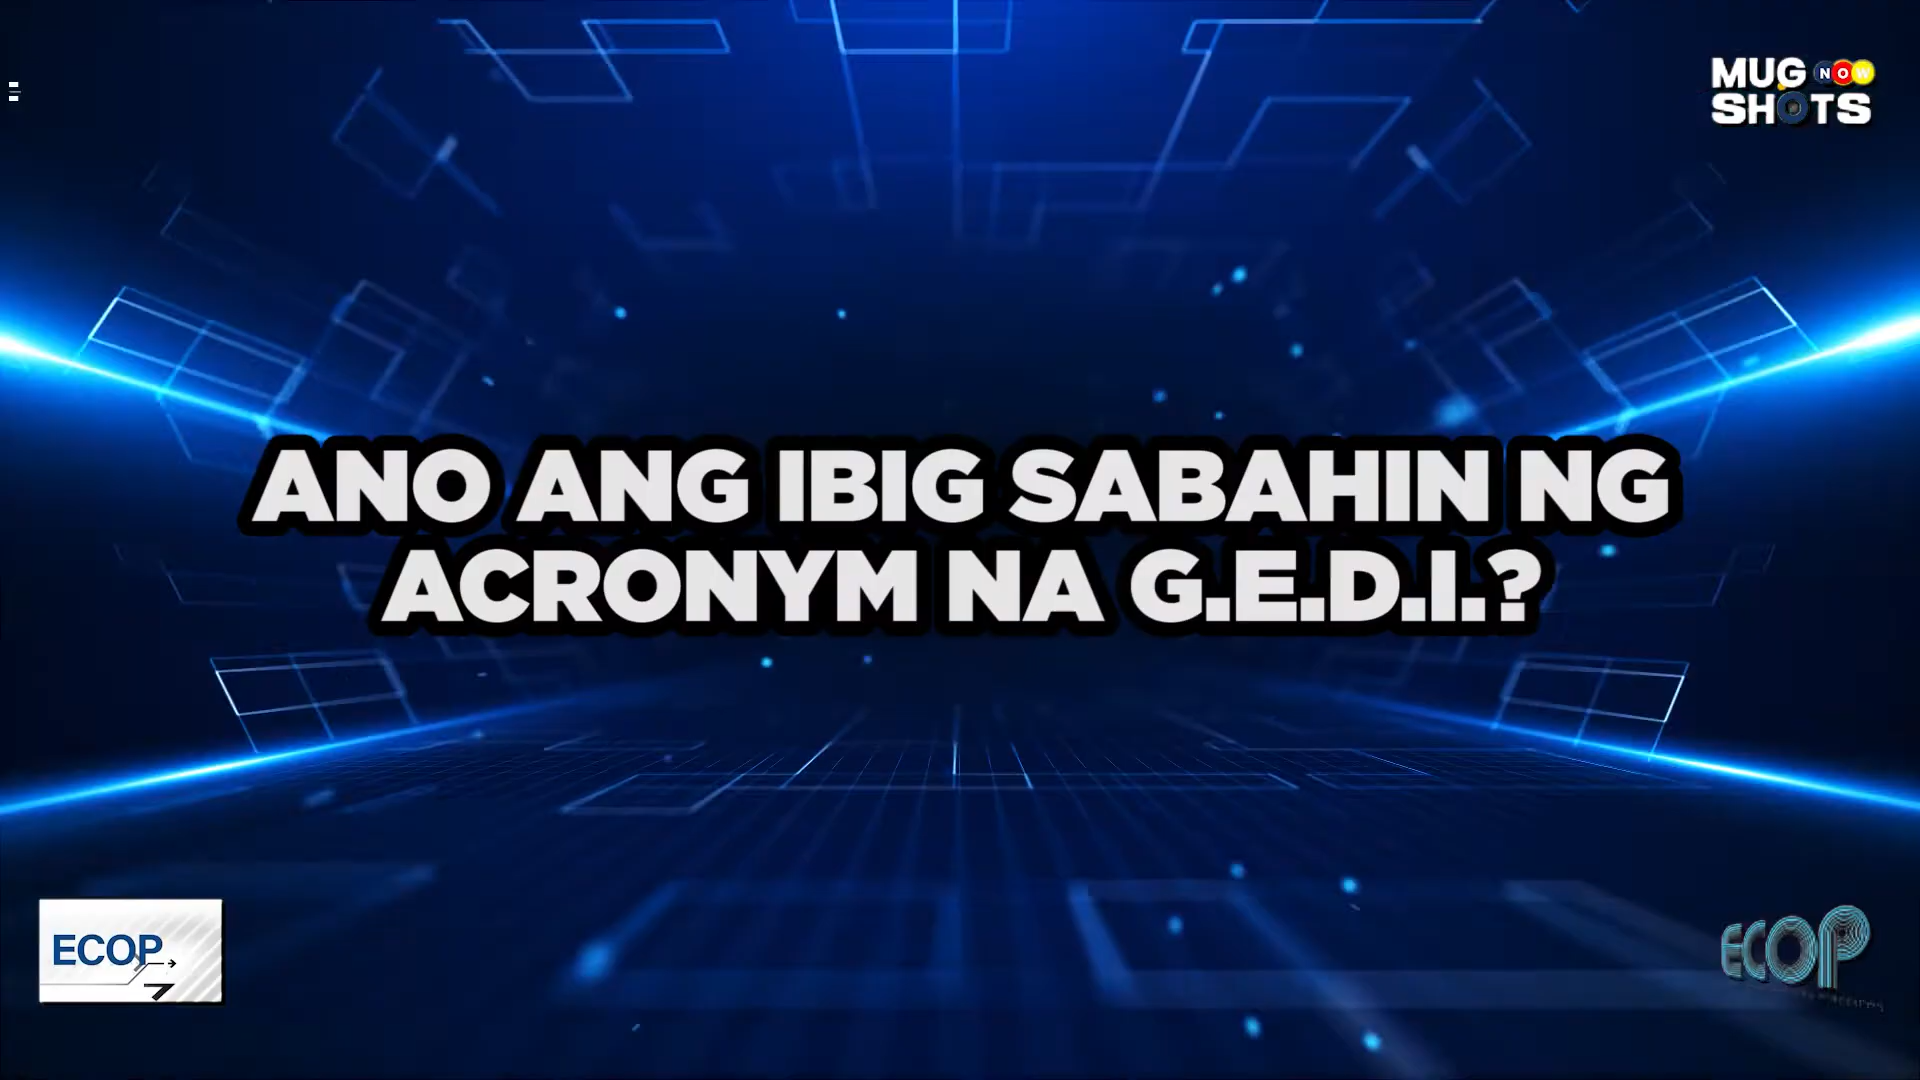 MUG NOW
SHOTS
ANO ANG IBIG SABAHIN NG
ACRONYM NA G.E.D.I.?
ECOP
ECOP